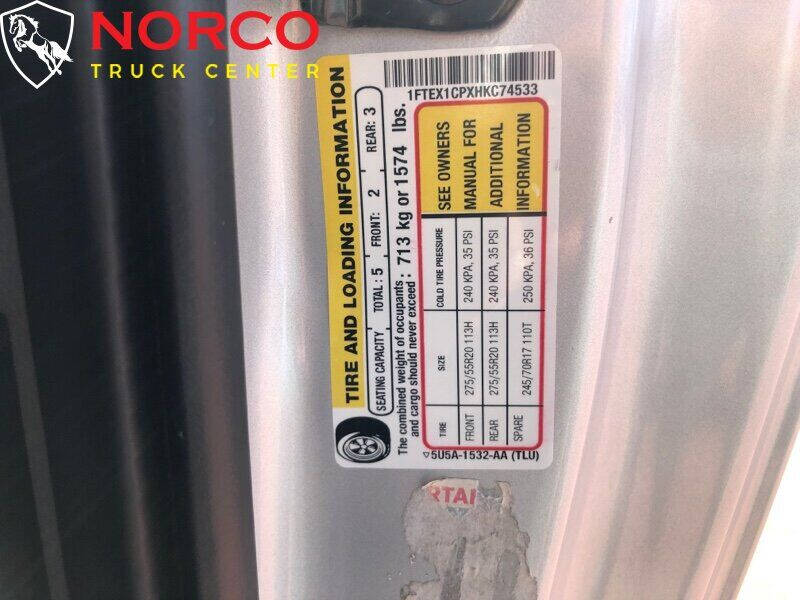 NORCO
TRUCK CENTER
1FTEX1CPXHKC74533
TIRE AND LOADING INFORMATION
SEATING CAPACITY TOTAL : 5 FRONT: 2 REAR: 3
The combined weight of occupants
and cargo should never exceed : 713 kg or 1574 lbs.
TIRE SIZE COLD TIRE PRESSURE
FRONT 275/55R20 113H 240 KPA, 35 PSI
REAR 275/55R20 113H 240 KPA, 35 PSI
SPARE 245/70R17 110T 250 KPA, 36 PSI
SEE OWNERS
MANUAL FOR
ADDITIONAL
INFORMATION
▽5U5A-1532-AA (TLU)